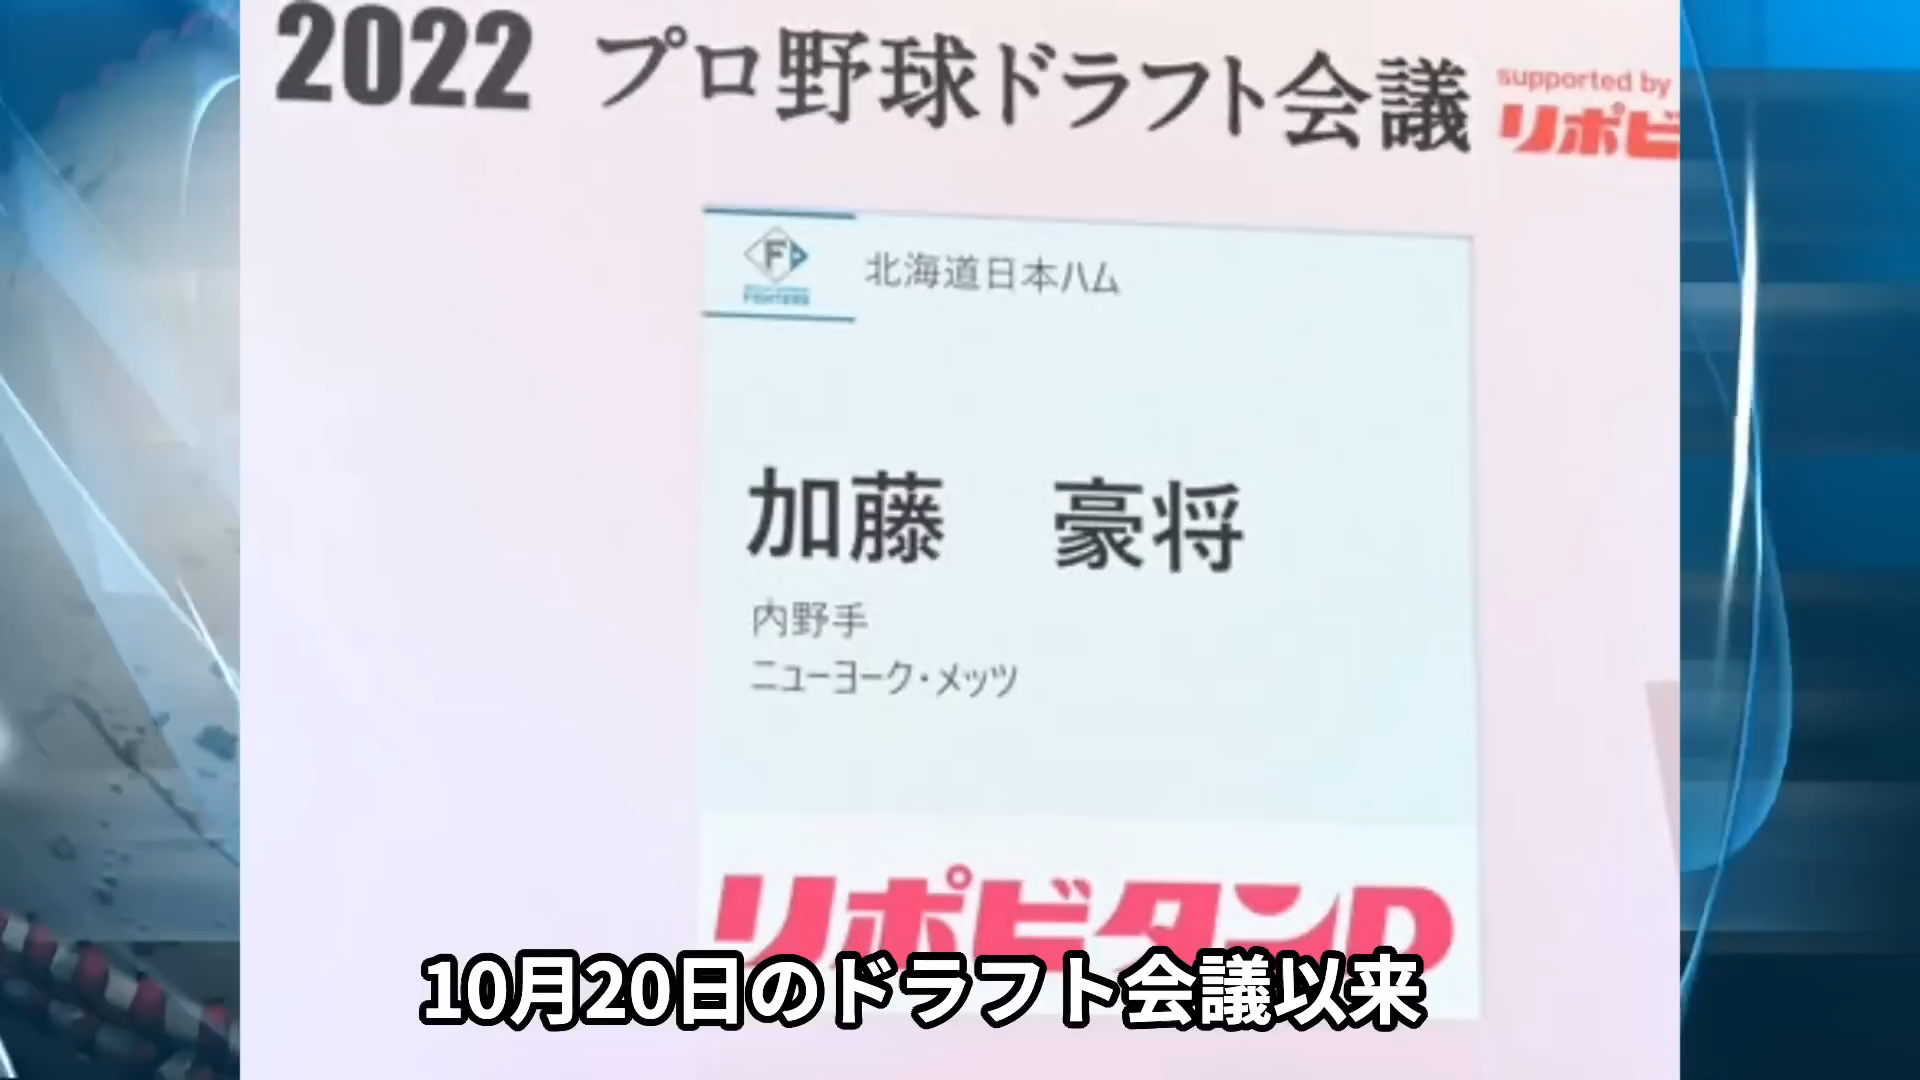 2022 プロ野球ドラフト会議
supported by
リポビ
北海道日本ハム
F
FIGHTERS
加藤 豪将
内野手
ニューヨーク・メッツ
リポビタンD
10月20日のドラフト会議以来